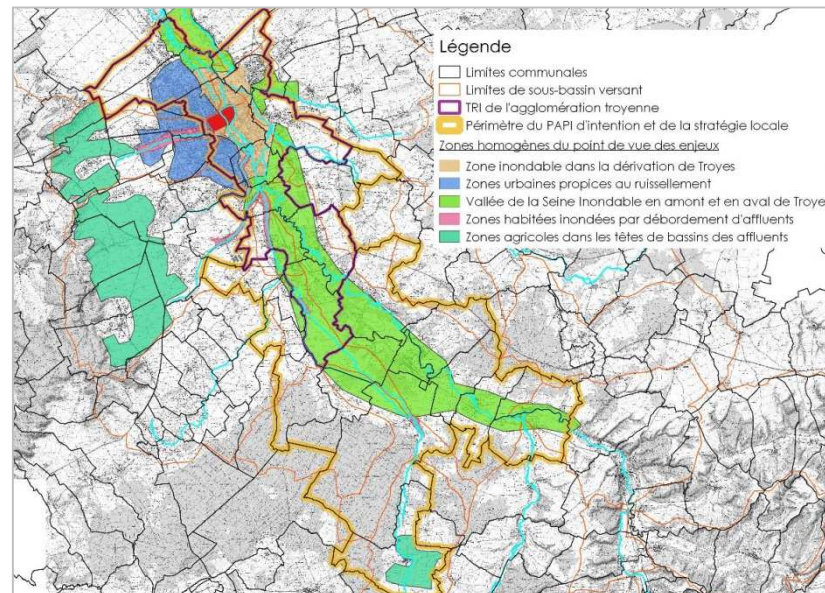 Légende
Limites communales
Limites de sous-bassin versant
TRI de l'agglomération troyenne
Périmètre du PAPI d'intention et de la stratégie locale
Zones homogènes du point de vue des enjeux
Zone inondable dans la dérivation de Troyes
Zones urbaines propices au ruissellement
Vallée de la Seine Inondable en amont et en aval de Troye
Zones habitées inondées par débordement d'affluents
Zones agricoles dans les têtes de bassins des affluents